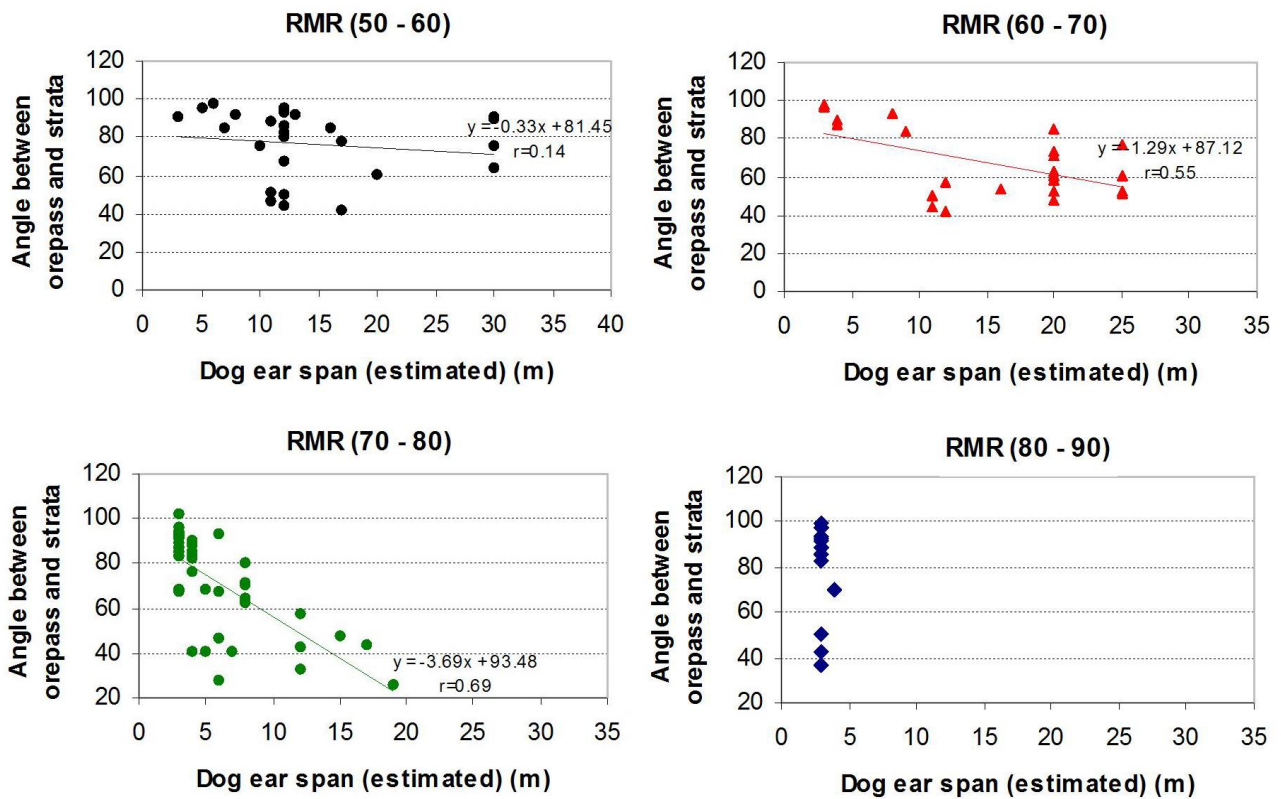 RMR (50 - 60)
Angle between
orepass and strata
120
100
80
60
40
20
0
y = -0.33x + 81.45
r=0.14
0 5 10 15 20 25 30 35 40
Dog ear span (estimated) (m)
RMR (60 - 70)
Angle between
orepass and strata
120
100
80
60
40
20
0
y = -1.29x + 87.12
r=0.55
0 5 10 15 20 25 30 35
Dog ear span (estimated) (m)
RMR (70 - 80)
Angle between
orepass and strata
120
100
80
60
40
20
y = -3.69x + 93.48
r=0.69
0 5 10 15 20 25 30 35
Dog ear span (estimated) (m)
RMR (80 - 90)
Angle between
orepass and strata
120
100
80
60
40
20
0 5 10 15 20 25 30 35
Dog ear span (estimated) (m)